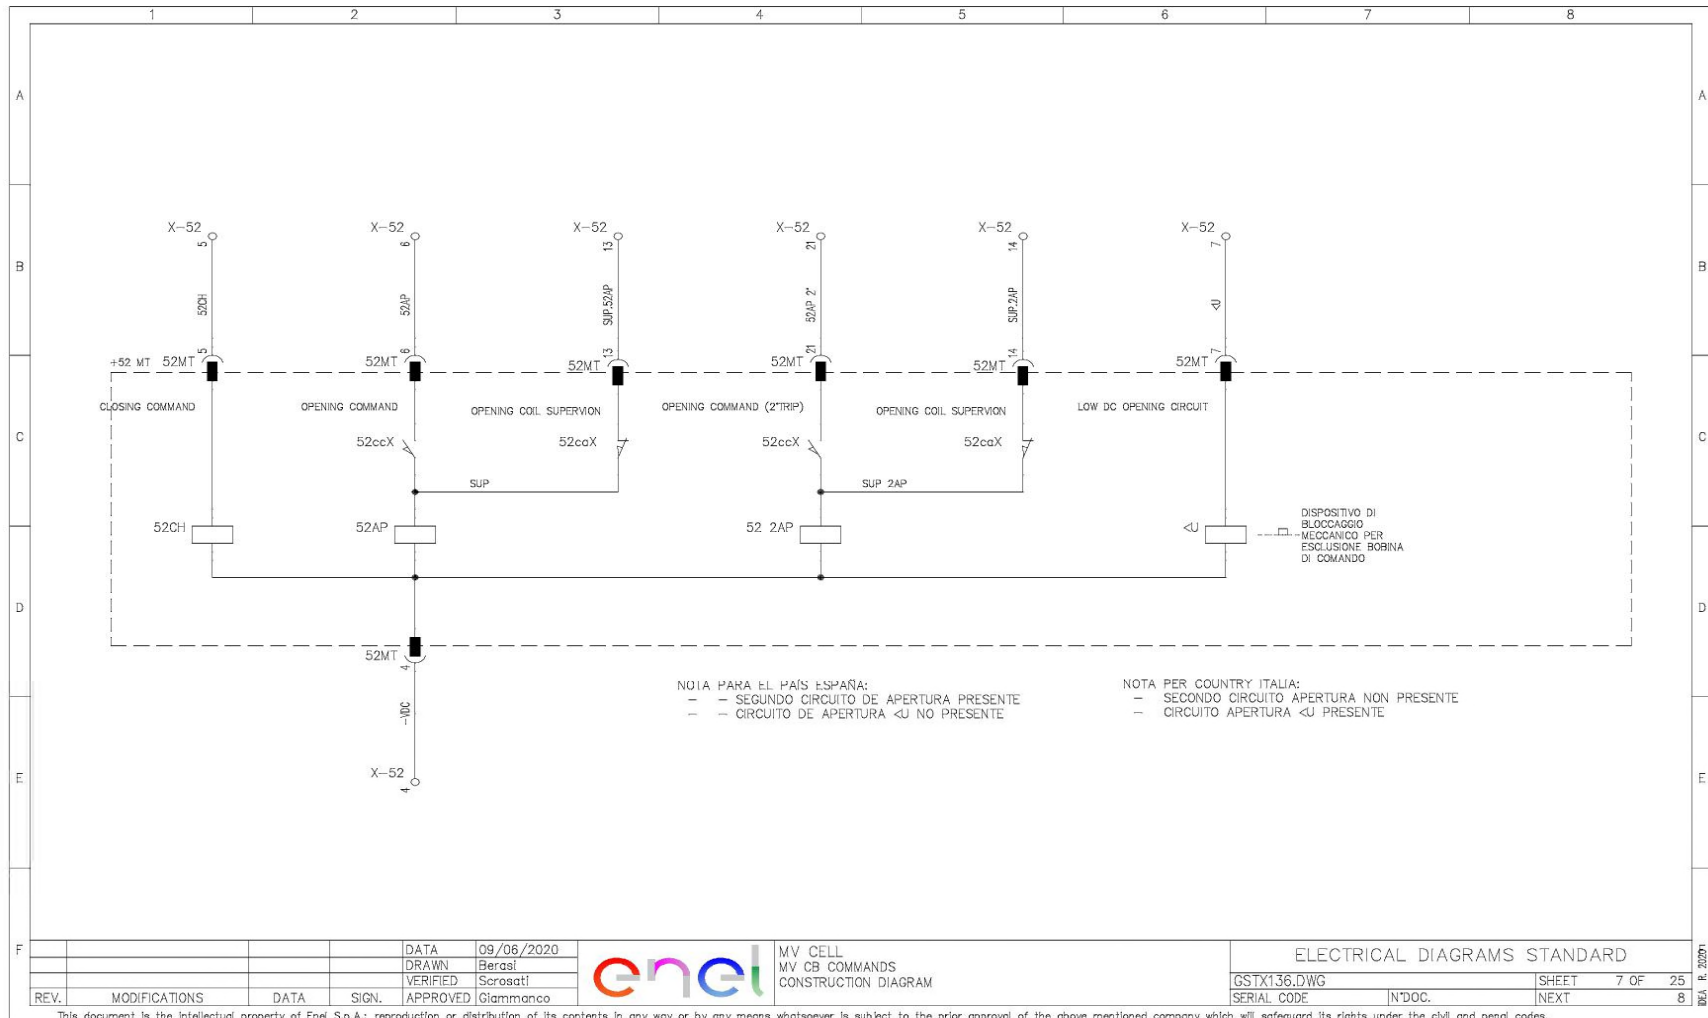 1 2 3 4 5 6 7 8
A A
X-52 X-52 X-52 X-52 X-52 X-52
5 6 13 21 14 7
B B
52CH 52AP SUP.52AP 52AP 2° SUP.2AP <U
5 6 13 21 14 7
+52 MT 52MT 52MT 52MT 52MT 52MT 52MT
CLOSING COMMAND OPENING COMMAND OPENING COIL SUPERVION OPENING COMMAND (2°TRIP) OPENING COIL SUPERVION LOW DC OPENING CIRCUIT
C C
52ccX 52caX 52ccX 52caX
SUP SUP 2AP
52CH 52AP 52 2AP <U
DISPOSITIVO DI
BLOCCAGGIO
MECCANICO PER
ESCLUSIONE BOBINA
DI COMANDO
D D
52MT
4
-VDC
NOTA PARA EL PAÍS ESPAÑA:
- - SEGUNDO CIRCUITO DE APERTURA PRESENTE
- - CIRCUITO DE APERTURA <U NO PRESENTE
NOTA PER COUNTRY ITALIA:
- SECONDO CIRCUITO APERTURA NON PRESENTE
- CIRCUITO APERTURA <U PRESENTE
E E
X-52
4
F F
DATA 09/06/2020
DRAWN Berasi
VERIFIED Scrosati
REV. MODIFICATIONS DATA SIGN. APPROVED Giammanco
enel
MV CELL
MV CB COMMANDS
CONSTRUCTION DIAGRAM
ELECTRICAL DIAGRAMS STANDARD
GSTX136.DWG SHEET 7 OF 25
SERIAL CODE N°DOC. NEXT 8
This document is the intellectual property of Enel S.p.A.; reproduction or distribution of its contents in any way or by any means whatsoever is subject to the prior approval of the above mentioned company which will safeguard its rights under the civil and penal codes.